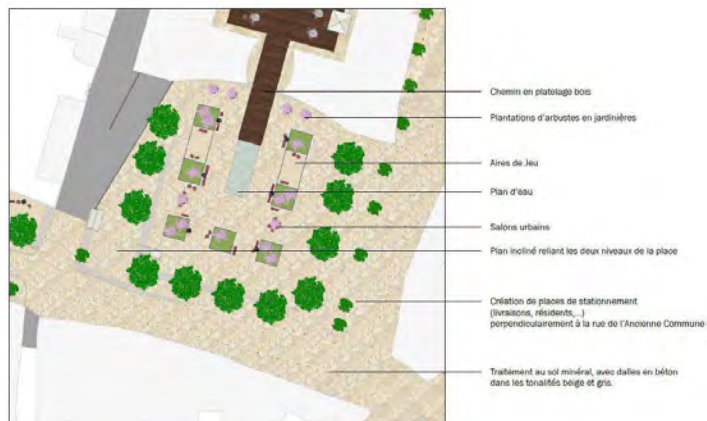 Chemin en platelage bois
Plantations d'arbustes en jardinières
Aires de Jeu
Plan d'eau
Salons urbains
Plan incliné reliant les deux niveaux de la place
Création de places de stationnement
(livraisons, résidents,...)
perpendiculairement à la rue de l'Ancienne Commune
Traitement au sol minéral, avec dalles en béton
dans les tonalités beige et gris.